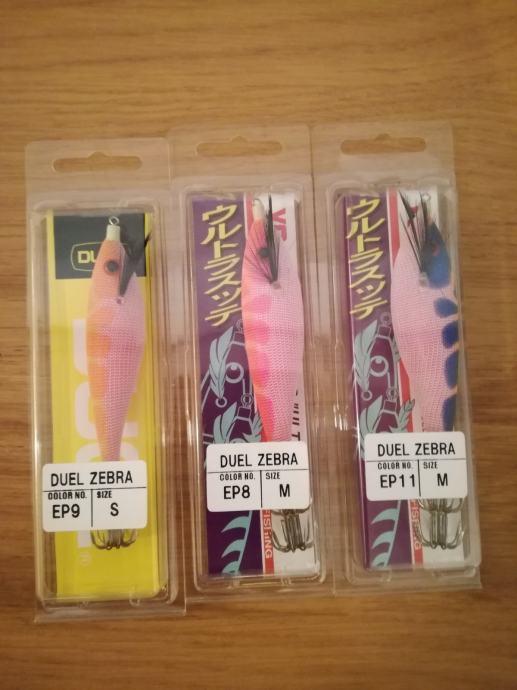 DUEL ZEBRA
COLOR NO.
SIZE
EP9
S
ウルトラスッテ
DUEL ZEBRA
COLOR NO.
SIZE
EP8
M
ウルトラスッテ
DUEL ZEBRA
COLOR NO.
SIZE
EP11
M